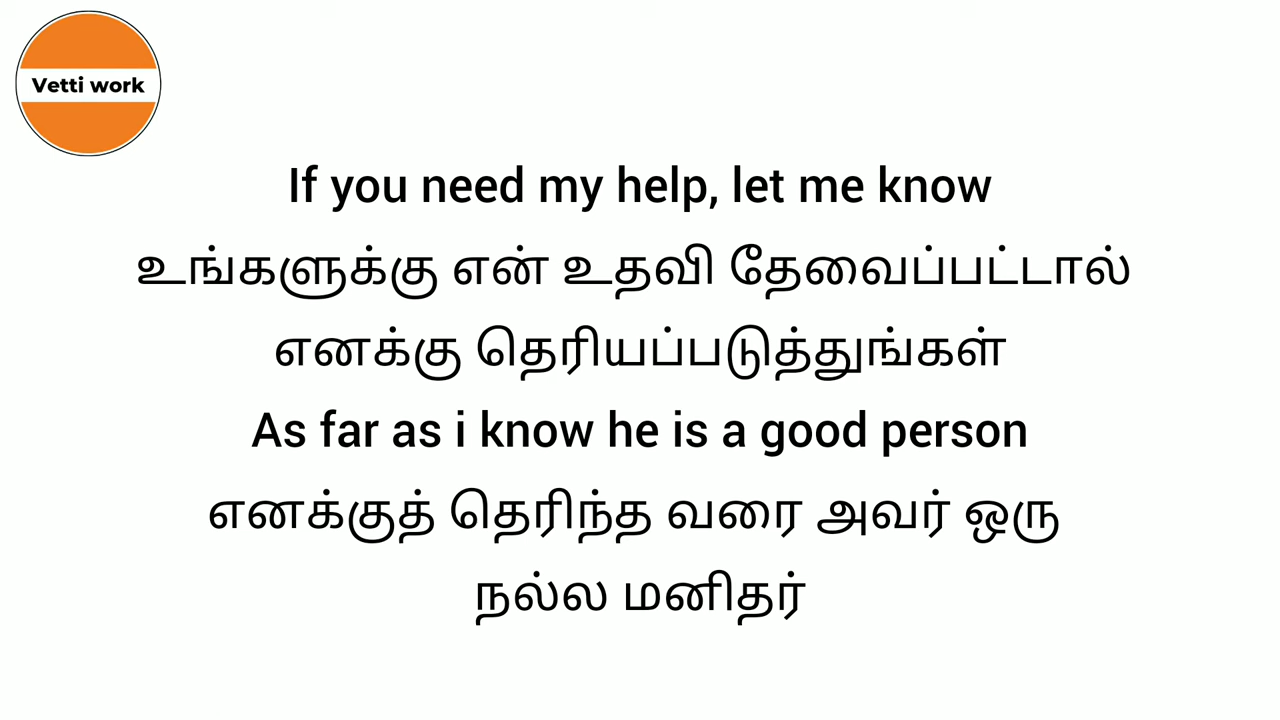 Vetti work
If you need my help, let me know
உங்களுக்கு என் உதவி தேவைப்பட்டால்
எனக்கு தெரியப்படுத்துங்கள்
As far as i know he is a good person
எனக்குத் தெரிந்த வரை அவர் ஒரு
நல்ல மனிதர்